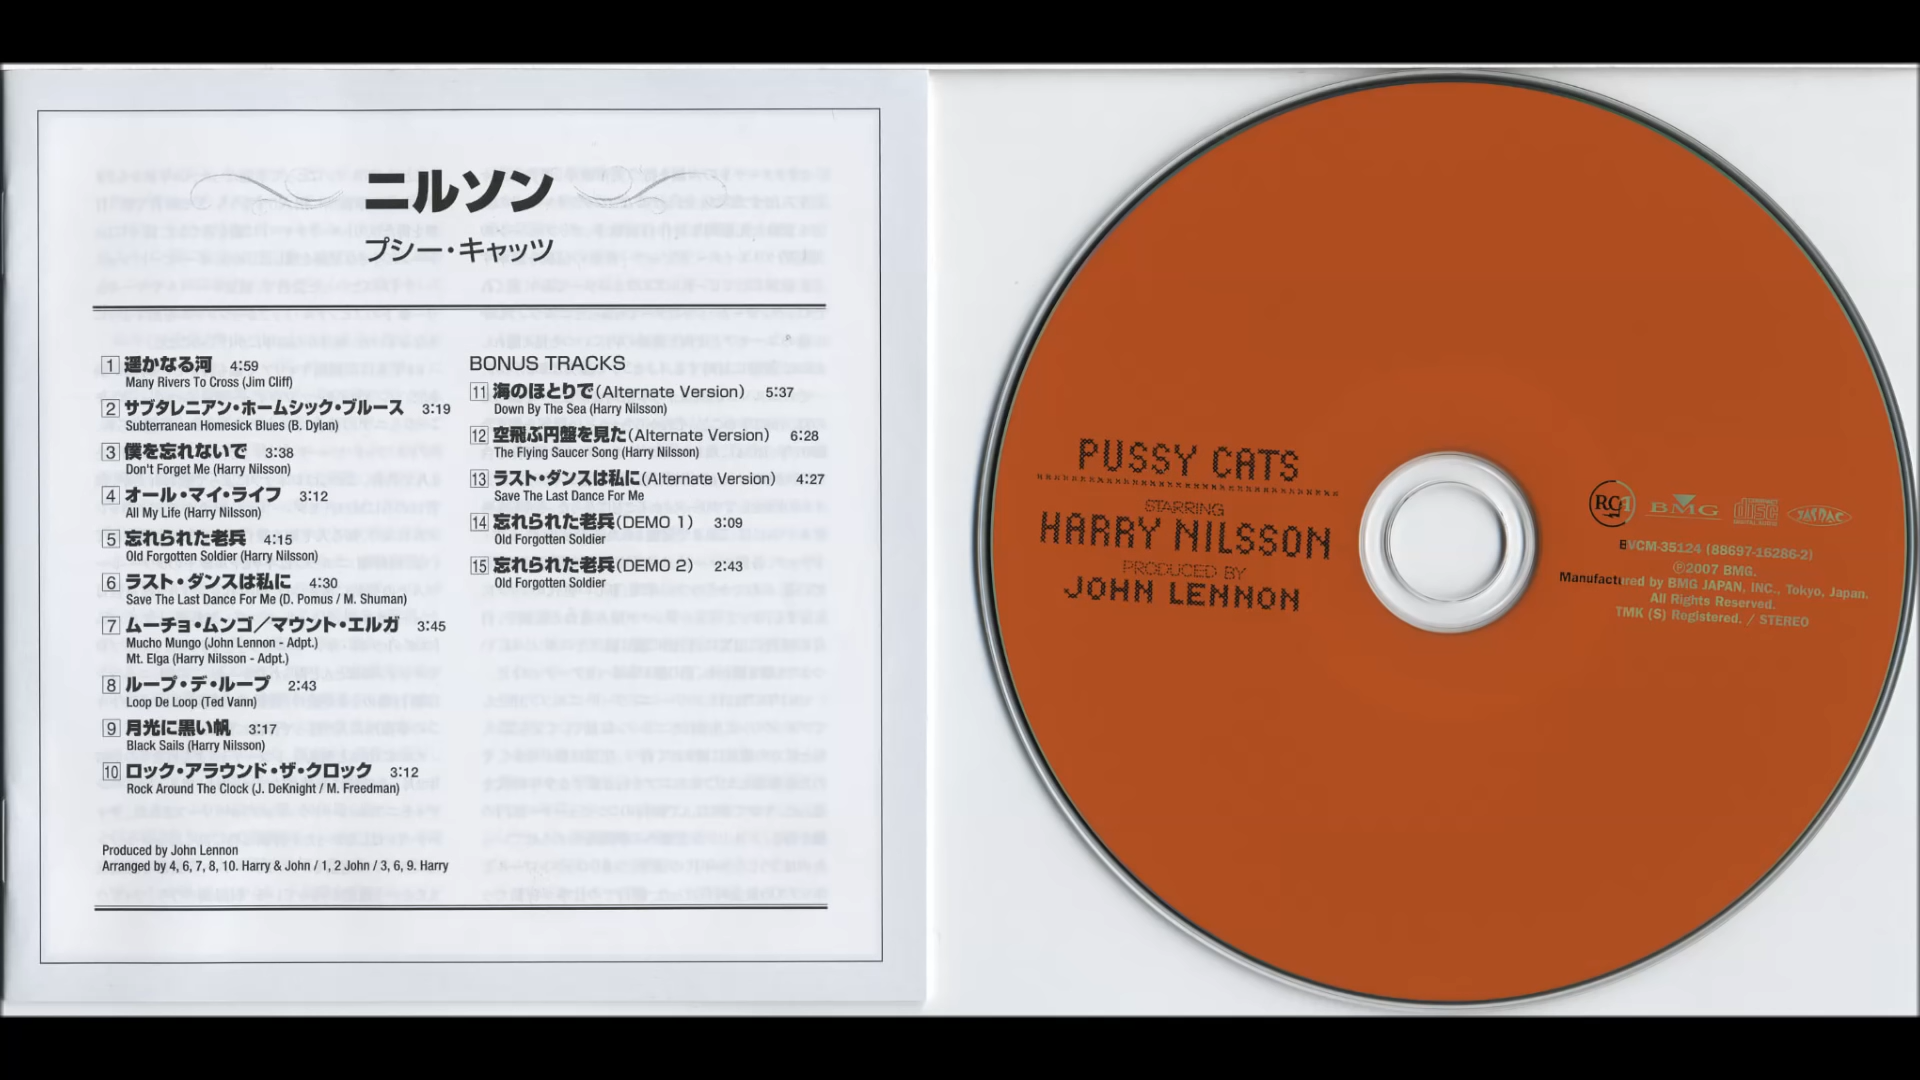 ニルソン
プシー・キャッツ
1 遥かなる河 4:59
Many Rivers To Cross (Jim Cliff)
2 サブタレニアン・ホームシック・ブルース 3:19
Subterranean Homesick Blues (B. Dylan)
3 僕を忘れないで 3:38
Don't Forget Me (Harry Nilsson)
4 オール・マイ・ライフ 3:12
All My Life (Harry Nilsson)
5 忘れられた老兵 4:15
Old Forgotten Soldier (Harry Nilsson)
6 ラスト・ダンスは私に 4:30
Save The Last Dance For Me (D. Pomus / M. Shuman)
7 ムーチョ・ムンゴ／マウント・エルガ 3:45
Mucho Mungo (John Lennon - Adpt.)
Mt. Elga (Harry Nilsson - Adpt.)
8 ループ・デ・ループ 2:43
Loop De Loop (Ted Vann)
9 月光に黒い帆 3:17
Black Sails (Harry Nilsson)
10 ロック・アラウンド・ザ・クロック 3:12
Rock Around The Clock (J. DeKnight / M. Freedman)
Produced by John Lennon
Arranged by 4, 6, 7, 8, 10. Harry & John / 1, 2 John / 3, 6, 9. Harry
BONUS TRACKS
11 海のほとりで(Alternate Version) 5:37
Down By The Sea (Harry Nilsson)
12 空飛ぶ円盤を見た(Alternate Version) 6:28
The Flying Saucer Song (Harry Nilsson)
13 ラスト・ダンスは私に(Alternate Version) 4:27
Save The Last Dance For Me
14 忘れられた老兵(DEMO 1) 3:09
Old Forgotten Soldier
15 忘れられた老兵(DEMO 2) 2:43
Old Forgotten Soldier
PUSSY CATS
STARRING
HARRY NILSSON
PRODUCED BY
JOHN LENNON
RCA BMG COMPACT disc DIGITAL AUDIO JASRAC
BVCM-35124 (88697-16286-2)
Ⓟ2007 BMG.
Manufactured by BMG JAPAN, INC., Tokyo, Japan.
All Rights Reserved.
TMK (S) Registered. / STEREO